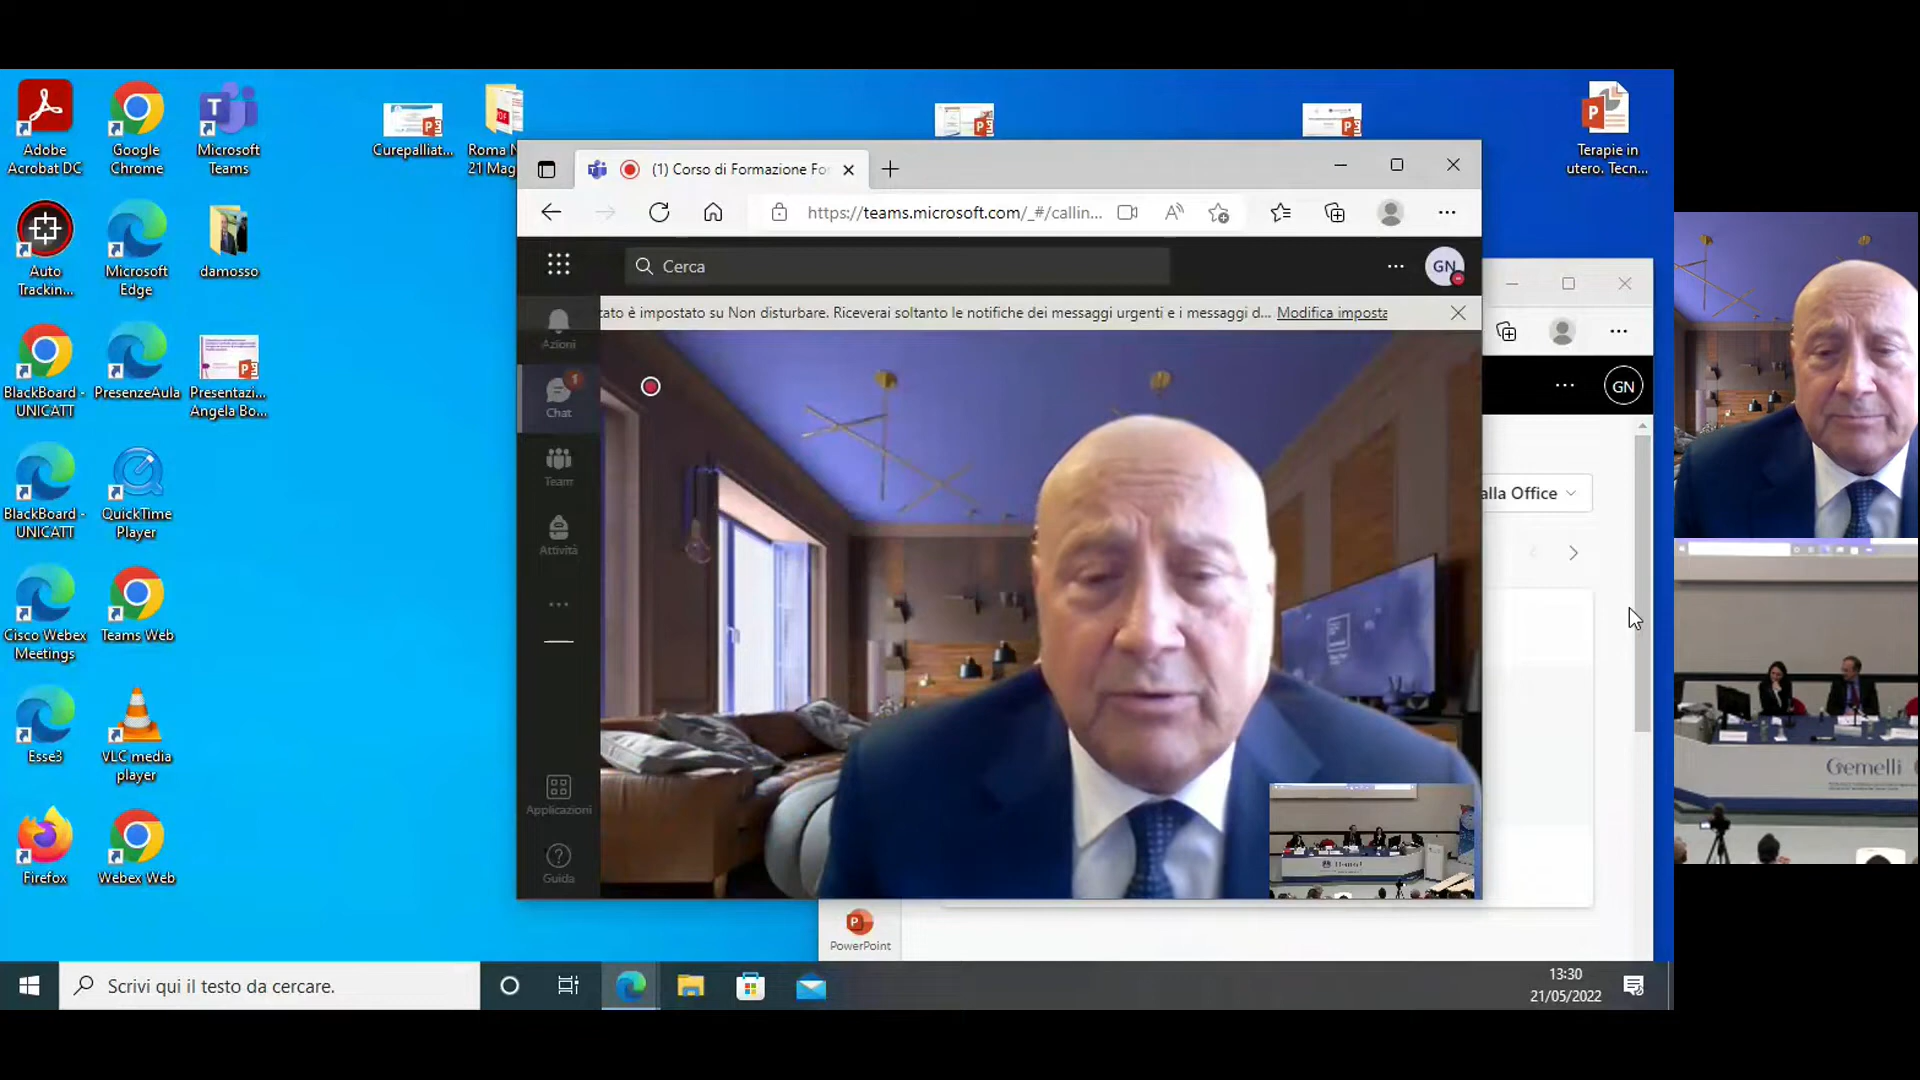 Adobe
Acrobat DC
Google
Chrome
Microsoft
Teams
Curepalliat...
Roma N
21 Mag
Terapie in
utero. Tecn...
Auto
Trackin...
Microsoft
Edge
damosso
BlackBoard -
UNICATT
PresenzeAula
Presentazi...
Angela Bo...
BlackBoard -
UNICATT
QuickTime
Player
Cisco Webex
Meetings
Teams Web
Esse3
VLC media
player
Firefox
Webex Web
(1) Corso di Formazione For
https://teams.microsoft.com/_#/callin...
Cerca
GN
tato è impostato su Non disturbare. Riceverai soltanto le notifiche dei messaggi urgenti e i messaggi d... Modifica imposta
Azioni
1
Chat
Team
Attività
Applicazioni
Guida
GN
alla Office
PowerPoint
Gemelli
Scrivi qui il testo da cercare.
13:30
21/05/2022